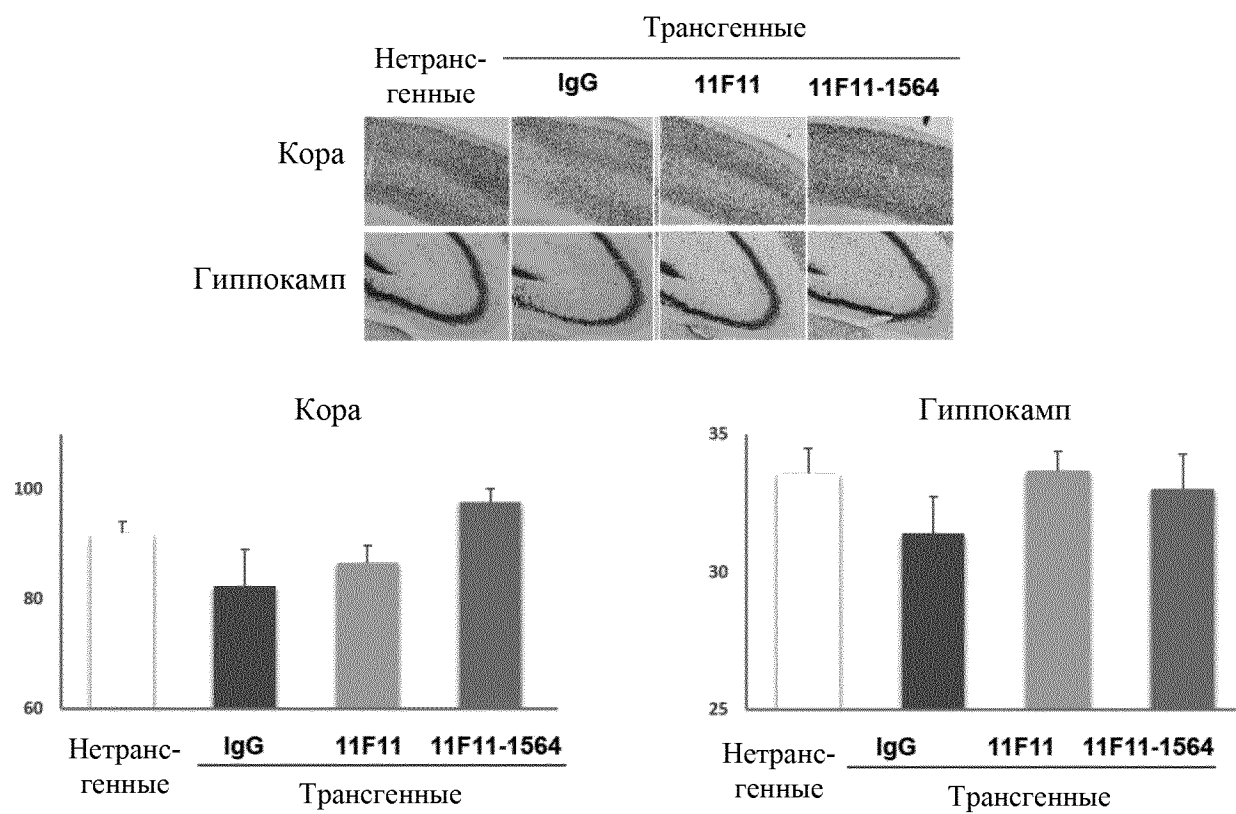 Трансгенные
Нетранс-
генные
IgG 11F11 11F11-1564
Кора
Гиппокамп
Кора
100
80
60
Нетранс-
генные
IgG 11F11 11F11-1564
Трансгенные
Гиппокамп
35
30
25
Нетранс-
генные
IgG 11F11 11F11-1564
Трансгенные